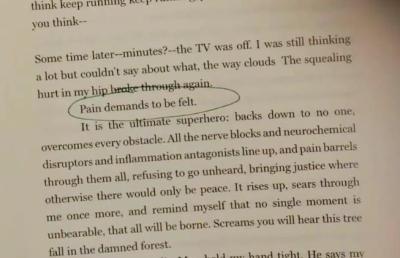 think keep running keep running
you think--
Some time later--minutes?--the TV was off. I was still thinking
a lot but couldn't say about what, the way clouds The squealing
hurt in my hip broke through again.
Pain demands to be felt.
It is the ultimate superhero: backs down to no one,
overcomes every obstacle. All the nerve blocks and neurochemical
disruptors and inflammation antagonists line up, and pain barrels
through them all, refusing to go unheard, bringing justice where
otherwise there would only be peace. It rises up, sears through
me once more, and remind myself that no single moment is
unbearable, that all will be borne. Screams you will hear this tree
fall in the damned forest.
hold my hand tight. He says my